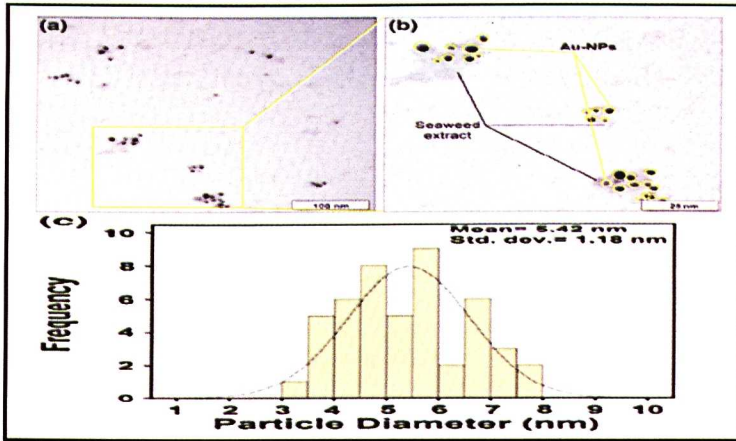 (a)
100 nm
(b)
Au-NPs
Seaweed
extract
25 nm
(c)
Mean= 5.42 nm
Std. dov.= 1.18 nm
Frequency
10
8
6
4
2
0
1 2 3 4 5 6 7 8 9 10
Particle Diameter (nm)